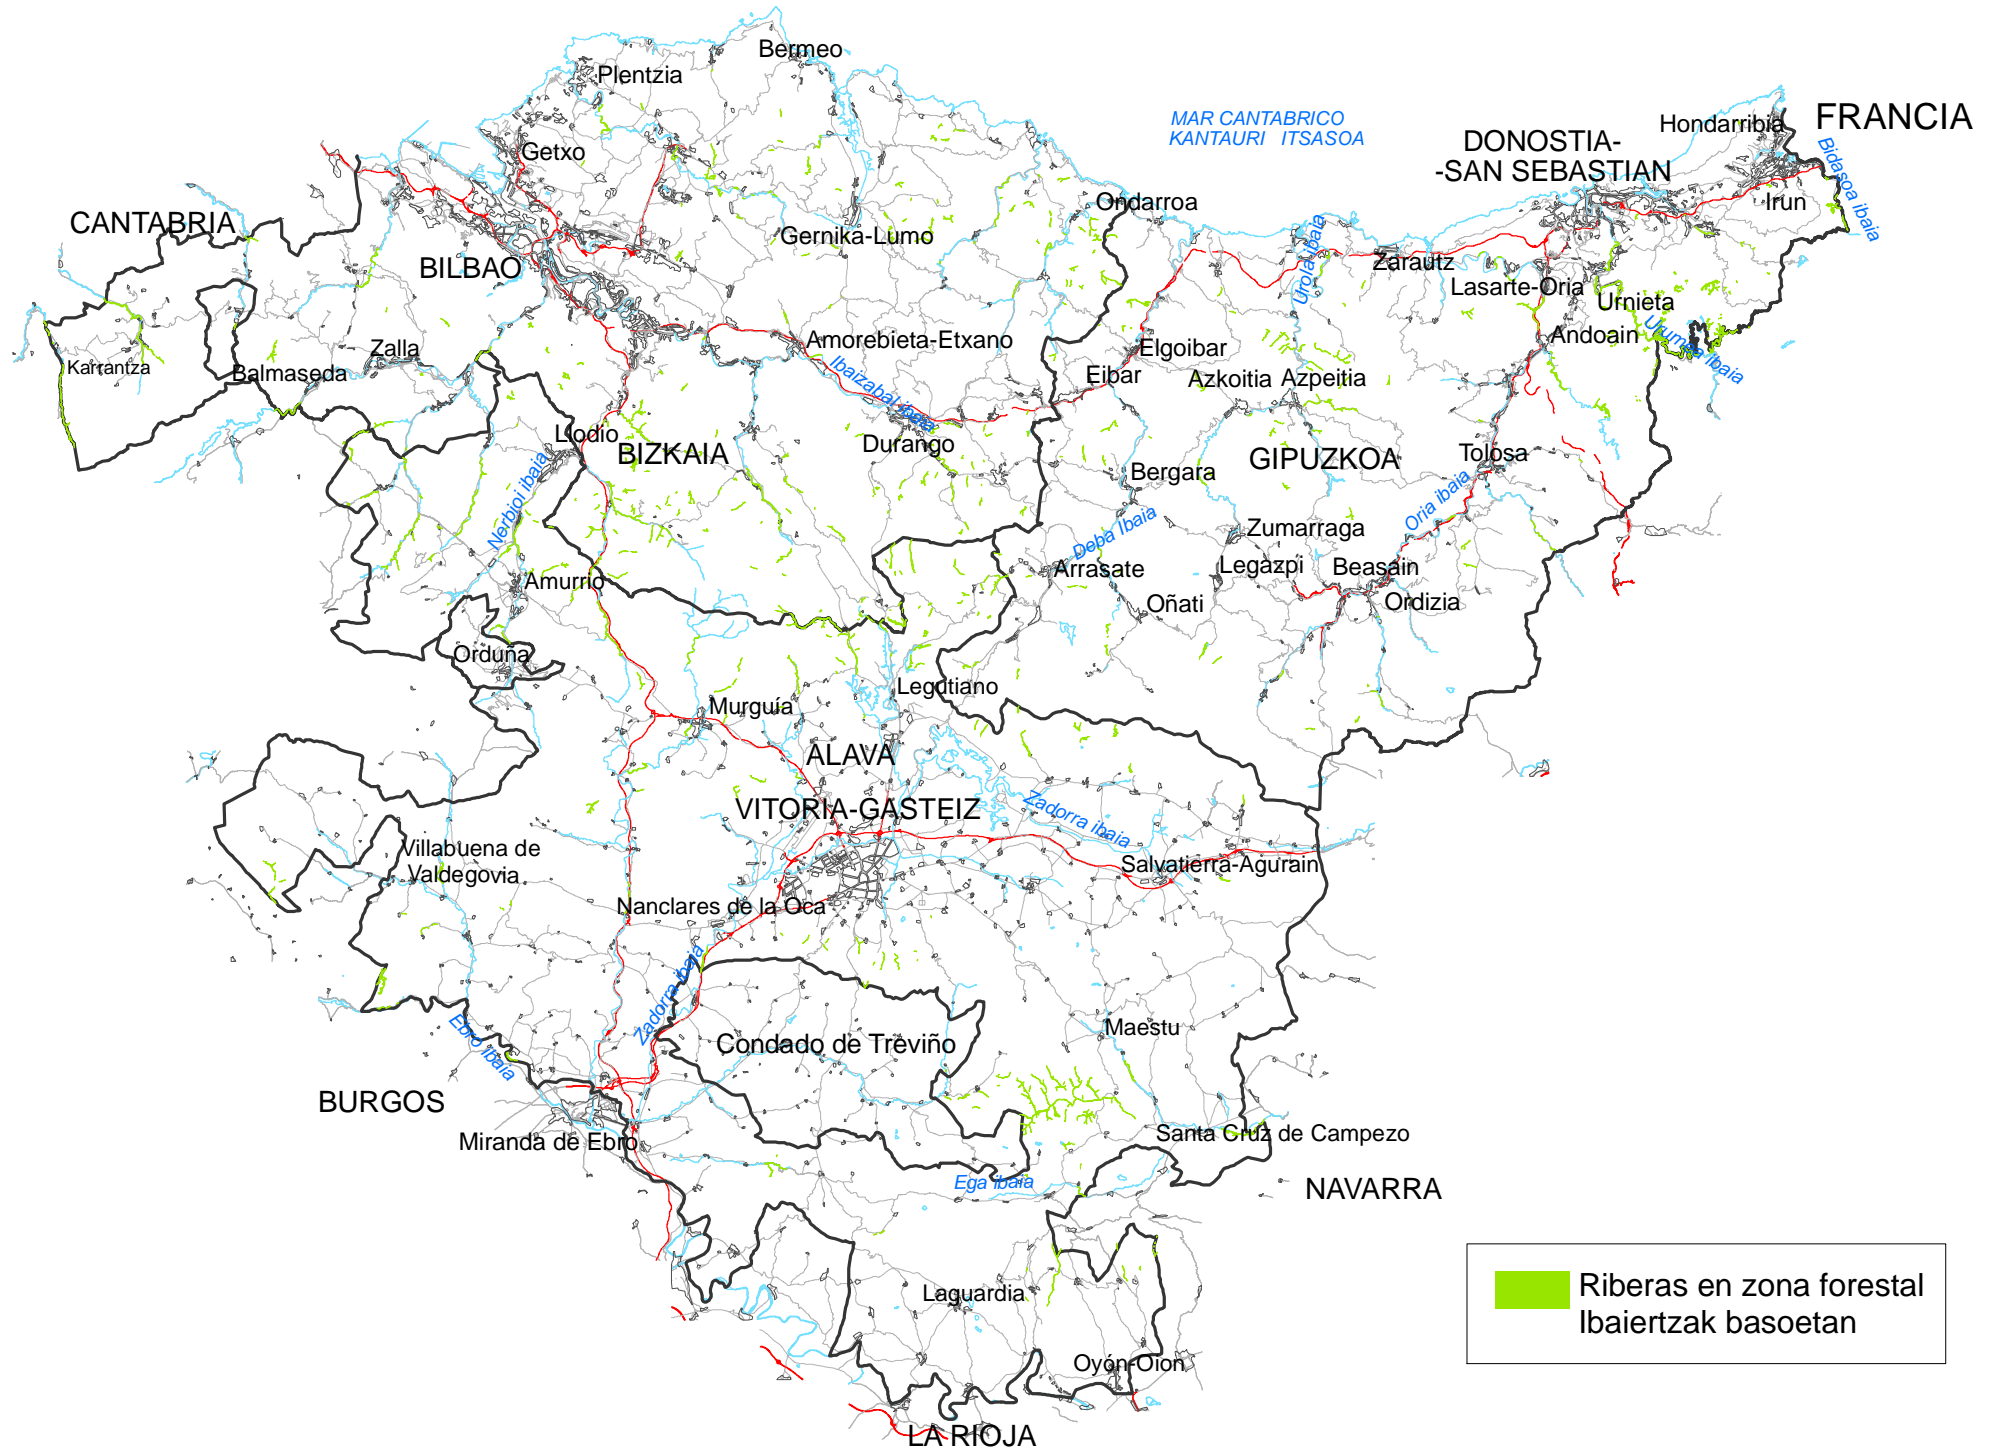 Bermeo
Plentzia
MAR CANTABRICO
KANTAURI ITSASOA
FRANCIA
Hondarribia
DONOSTIA-
-SAN SEBASTIAN
Bidasoa ibaia
Getxo
Irun
Ondarroa
CANTABRIA
Gernika-Lumo
Urola ibaia
BILBAO
Zarautz
Lasarte-Oria
Urnieta
Andoain
Urumea ibaia
Amorebieta-Etxano
Elgoibar
Zalla
Karrantza
Balmaseda
Ibaizabal ibaia
Eibar
Azkoitia
Azpeitia
Llodio
BIZKAIA
Durango
GIPUZKOA
Tolosa
Bergara
Nerbioi ibaia
Oria ibaia
Deba Ibaia
Zumarraga
Amurrio
Arrasate
Legazpi
Beasain
Oñati
Ordizia
Orduña
Legutiano
Murguía
ALAVA
VITORIA-GASTEIZ
Zadorra ibaia
Villabuena de
Valdegovia
Salvatierra-Agurain
Nanclares de la Oca
Zadorra ibaia
Ebro ibaia
Condado de Treviño
Maestu
BURGOS
Miranda de Ebro
Santa Cruz de Campezo
Ega ibaia
NAVARRA
Laguardia
Oyón-Oion
LA RIOJA
Riberas en zona forestal
Ibaiertzak basoetan